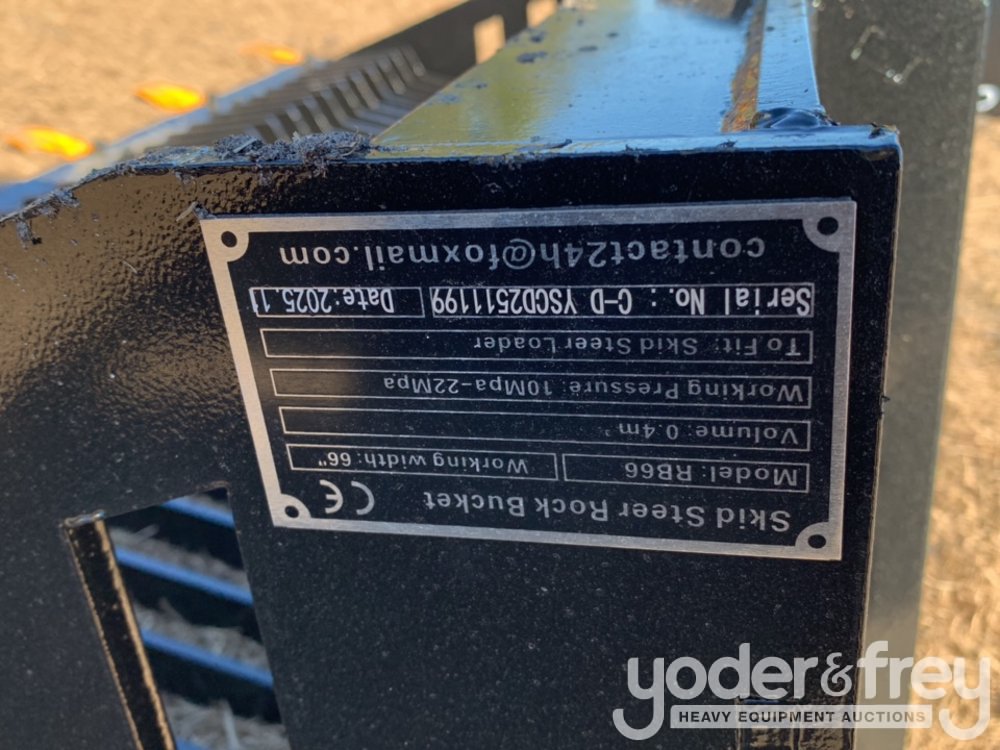 Skid Steer Rock Bucket CE
Model: RB66 Working width: 66"
Volume: 0.4m³
Working Pressure: 10Mpa-22Mpa
To Fit: Skid Steer Loader
Serial No.: C-D YSCD2511199 Date:2025.11
contact24h@foxmail.com
yoder&frey
HEAVY EQUIPMENT AUCTIONS